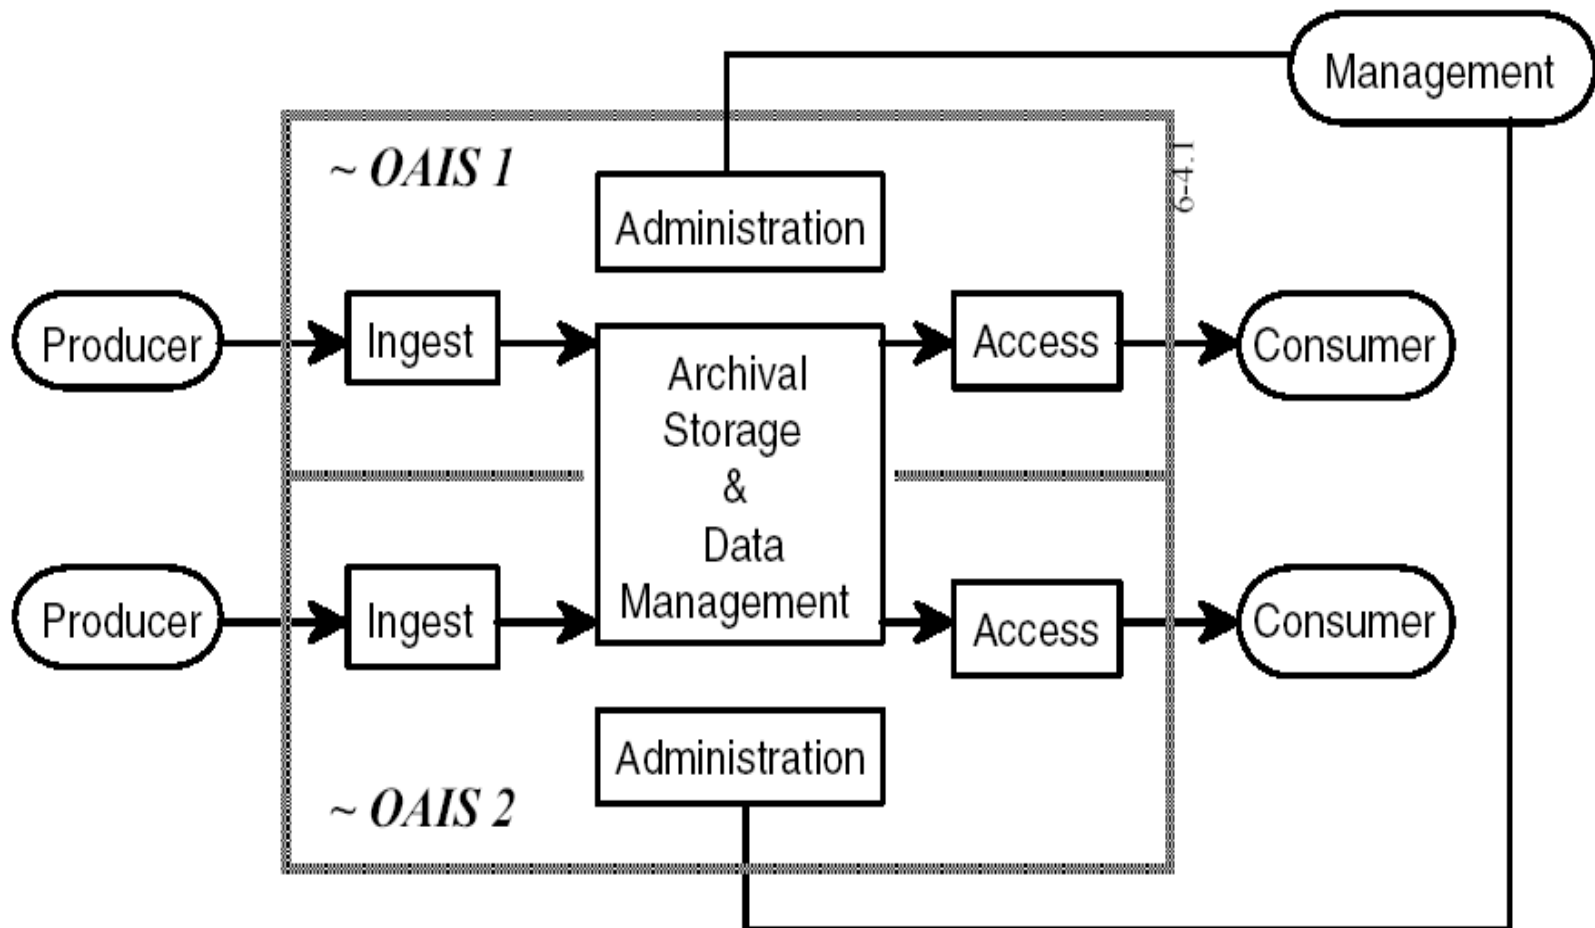 Management
~ OAIS 1
6-4.1
Administration
Producer
Ingest
Archival
Storage
&
Data
Management
Access
Consumer
Producer
Ingest
Access
Consumer
Administration
~ OAIS 2